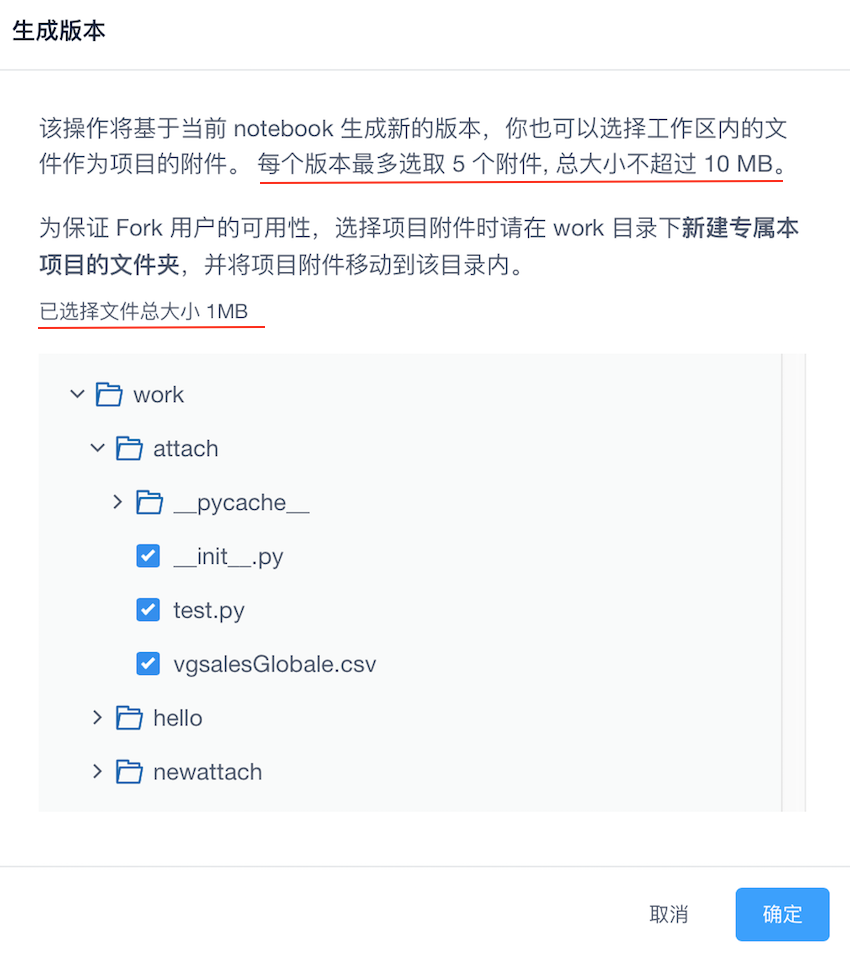 生成版本
该操作将基于当前 notebook 生成新的版本，你也可以选择工作区内的文
件作为项目的附件。 每个版本最多选取 5 个附件, 总大小不超过 10 MB。
为保证 Fork 用户的可用性，选择项目附件时请在 work 目录下新建专属本
项目的文件夹，并将项目附件移动到该目录内。
已选择文件总大小 1MB
work
attach
__pycache__
__init__.py
test.py
vgsalesGlobale.csv
hello
newattach
取消
确定